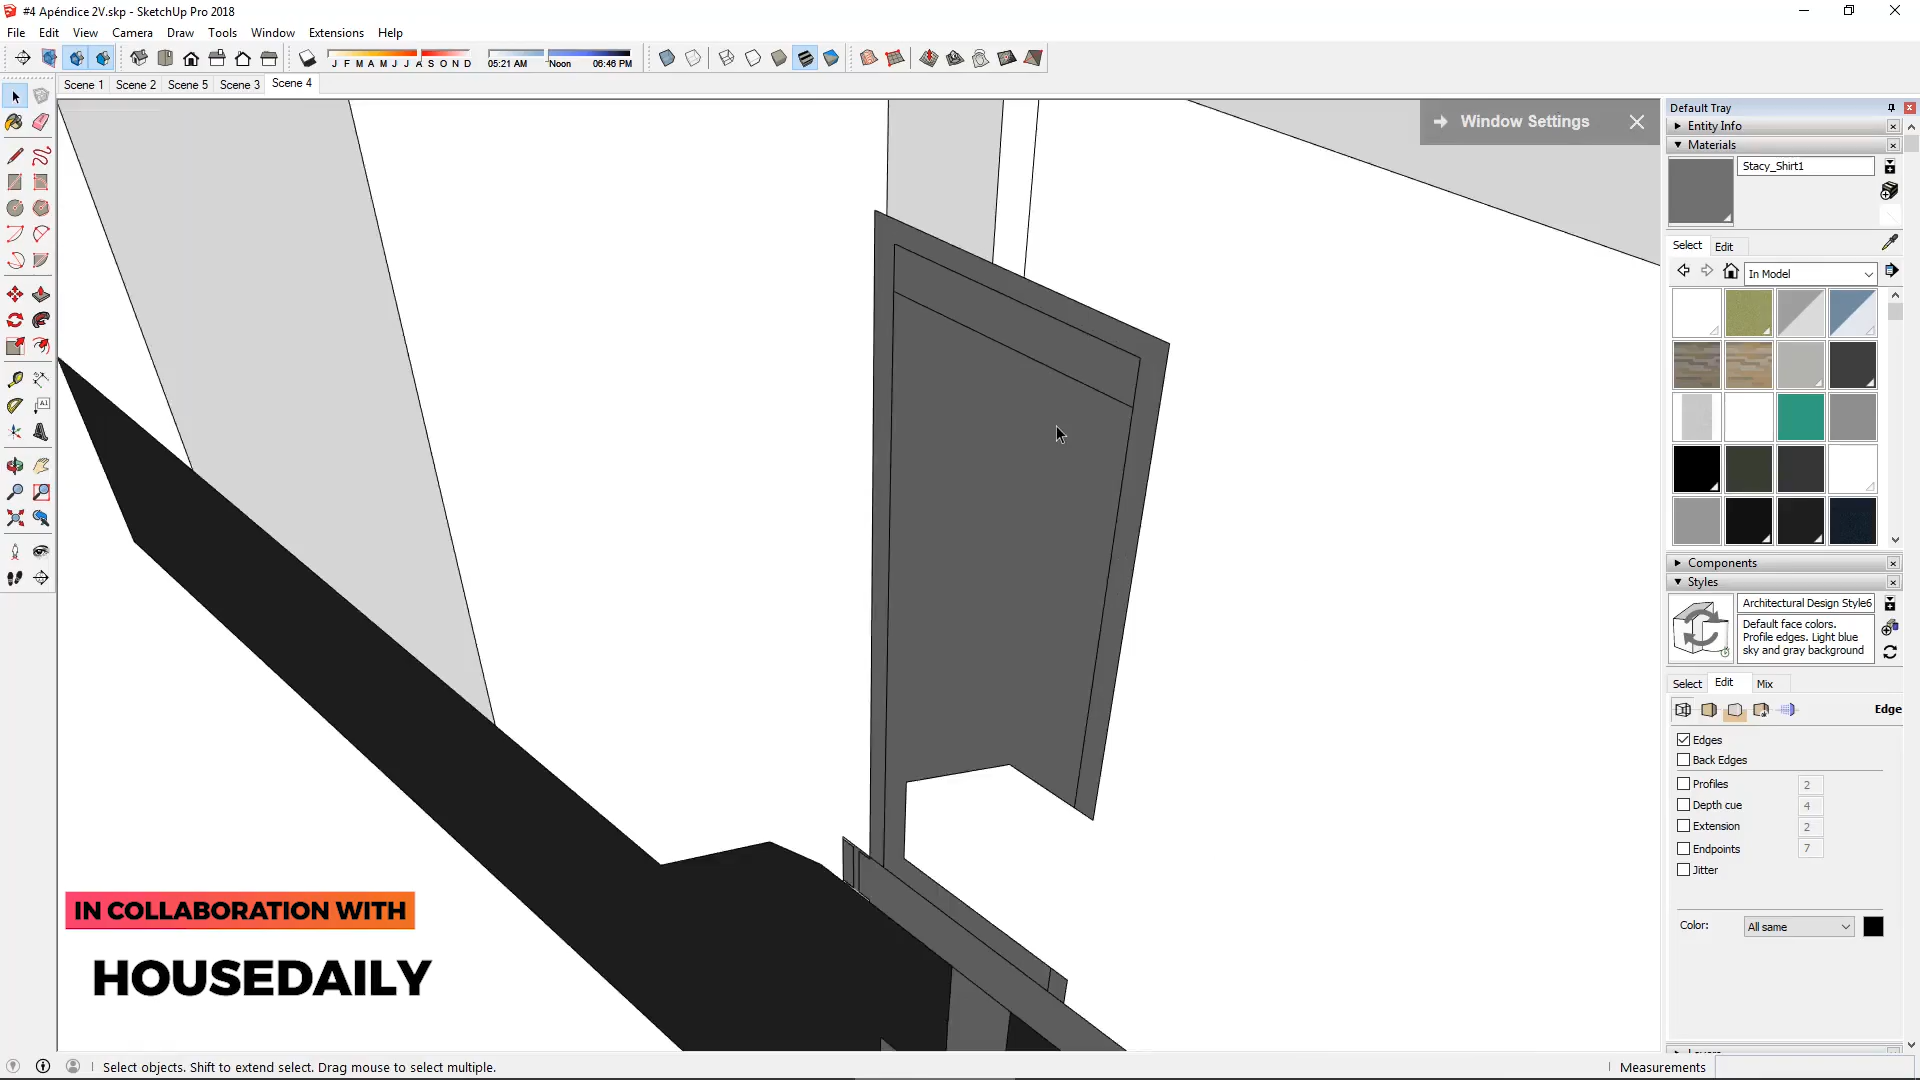 #4 Apéndice 2V.skp - SketchUp Pro 2018
File Edit View Camera Draw Tools Window Extensions Help
J F M A M J J A S O N D
05:21 AM Noon 06:46 PM
Scene 1 Scene 2 Scene 5 Scene 3 Scene 4
Window Settings
Default Tray
Entity Info
Materials
Stacy_Shirt1
Select Edit
In Model
Components
Styles
Architectural Design Style6
Default face colors.
Profile edges. Light blue
sky and gray background
Select Edit Mix
Edge
Edges
Back Edges
Profiles 2
Depth cue 4
Extension 2
Endpoints 7
Jitter
Color: All same
IN COLLABORATION WITH
HOUSEDAILY
Select objects. Shift to extend select. Drag mouse to select multiple.
Measurements